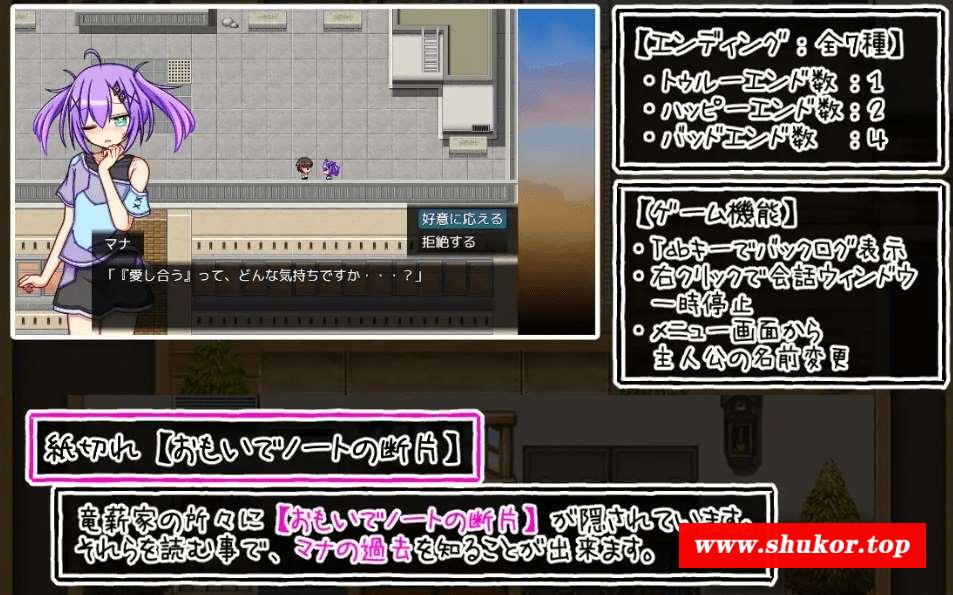 【エンディング：全7種】
・トゥルーエンド数：1
・ハッピーエンド数：2
・バッドエンド数：4
好意に応える
拒絶する
マナ
「『愛し合う』って、どんな気持ちですか・・・？」
【ゲーム機能】
・Tabキーでバックログ表示
・右クリックで会話ウィンドウ
一時停止
・メニュー画面から
主人公の名前変更
紙切れ【おもいでノートの断片】
竜薪家の所々に【おもいでノートの断片】が隠されています。
それらを読む事で、マナの過去を知ることが出来ます。
www.shukor.top